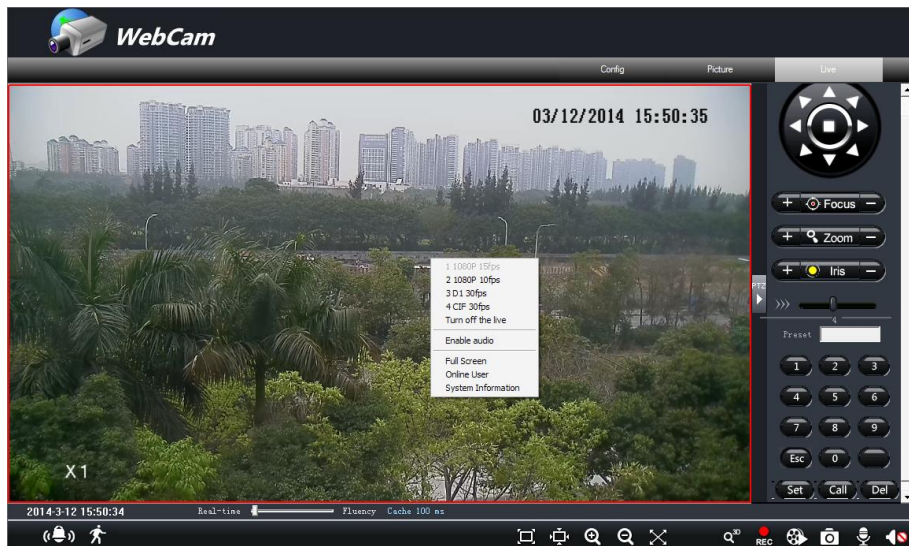 WebCam
Config Picture Live
03/12/2014 15:50:35
1 1080P 15fps
2 1080P 10fps
3 D1 30fps
4 CIF 30fps
Turn off the live
Enable audio
Full Screen
Online User
System Information
X1
PTZ
+ Focus -
+ Zoom -
+ Iris -
4
Preset
1 2 3
4 5 6
7 8 9
Esc 0
Set Call Del
2014-3-12 15:50:34 Real-time Fluency Cache 100 ms
3D REC